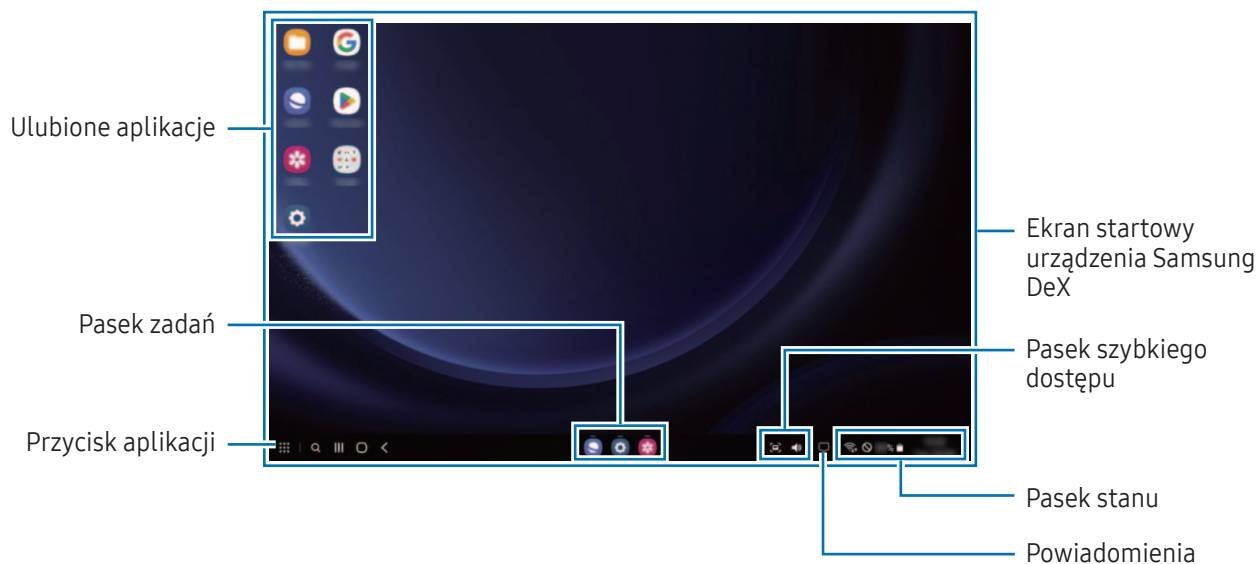 Ulubione aplikacje
Pasek zadań
Przycisk aplikacji
Ekran startowy
urządzenia Samsung
DeX
Pasek szybkiego
dostępu
Pasek stanu
Powiadomienia